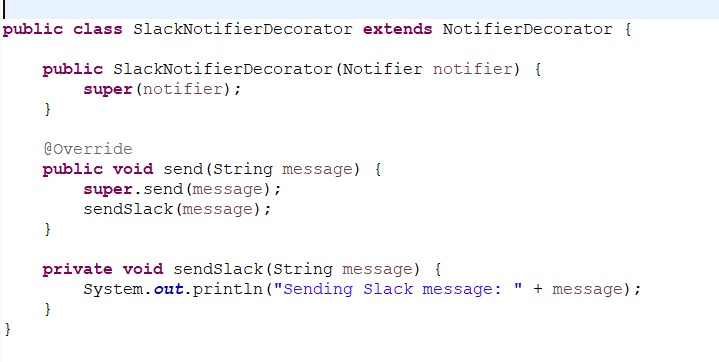 public class SlackNotifierDecorator extends NotifierDecorator {
public SlackNotifierDecorator(Notifier notifier) {
super(notifier);
}
@Override
public void send(String message) {
super.send(message);
sendSlack(message);
}
private void sendSlack(String message) {
System.out.println("Sending Slack message: " + message);
}
}